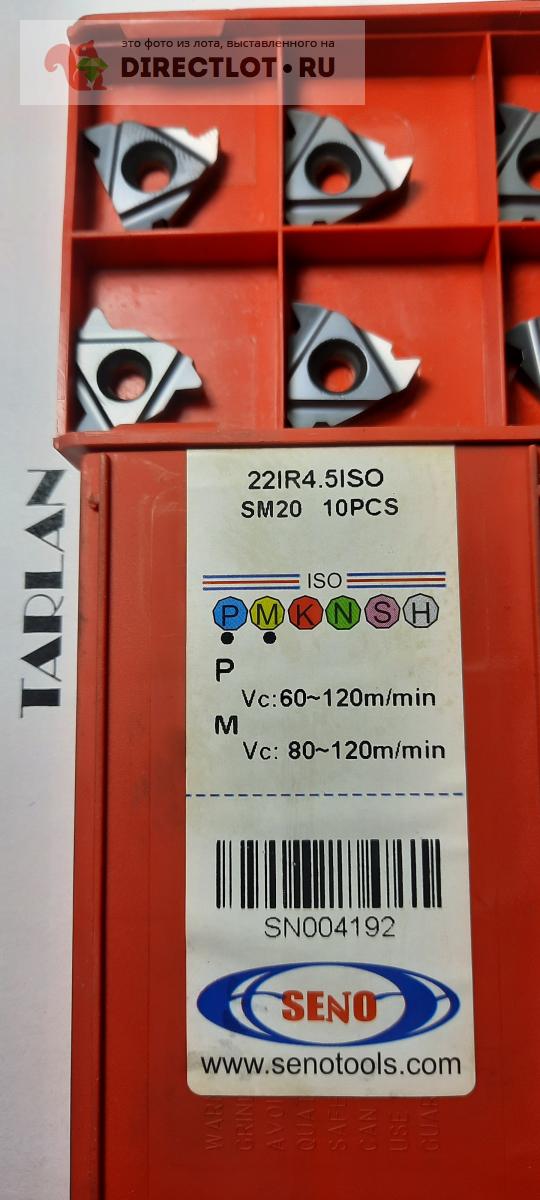 это фото из лота, выставленного на
DIRECTLOT.RU
22IR4.5ISO
SM20 10PCS
ISO
P M K N S H
P
Vc:60~120m/min
M
Vc: 80~120m/min
SN004192
SENO
www.senotools.com
TARLAN